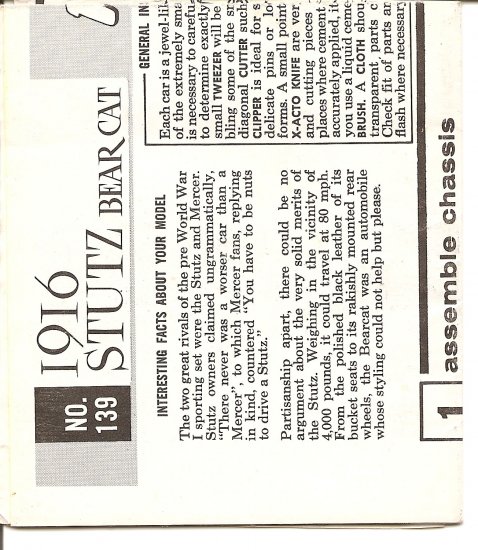 NO.
139
1916
STUTZ BEAR CAT
INTERESTING FACTS ABOUT YOUR MODEL
The two great rivals of the pre World War
I sporting set were the Stutz and Mercer.
Stutz owners claimed ungrammatically,
"There never was a worser car than a
Mercer", to which Mercer fans, replying
in kind, countered "You have to be nuts
to drive a Stutz."
Partisanship apart, there could be no
argument about the very solid merits of
the Stutz. Weighing in the vicinity of
4,000 pounds, it could travel at 80 mph.
From the polished black leather of its
bucket seats to its rakishly mounted rear
wheels, the Bearcat was an automobile
whose styling could not help but please.
GENERAL IN
Each car is a jewel-li
of the extremely sma
is necessary to careful
to determine exactly
small TWEEZER will be
bling some of the sm
diagonal CUTTER such
CLIPPER is ideal for s
delicate pins or lo
forms. A small point
X-ACTO KNIFE are ver
and cutting pieces
places where cement
accurately applied, it
you use a liquid ceme
BRUSH. A CLOTH shou
transparent parts c
Check fit of parts an
flash where necessary
1 assemble chassis